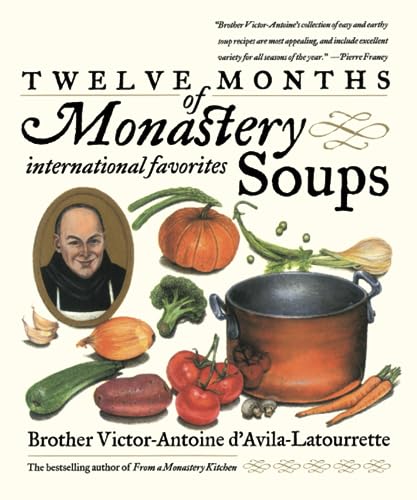 "Brother Victor-Antoine's collection of easy and earthy
soup recipes are most appealing, and include excellent
variety for all seasons of the year." —Pierre Franey
TWELVE MONTHS
of
Monastery
international favorites
Soups
Brother Victor-Antoine d'Avila-Latourrette
The bestselling author of From a Monastery Kitchen